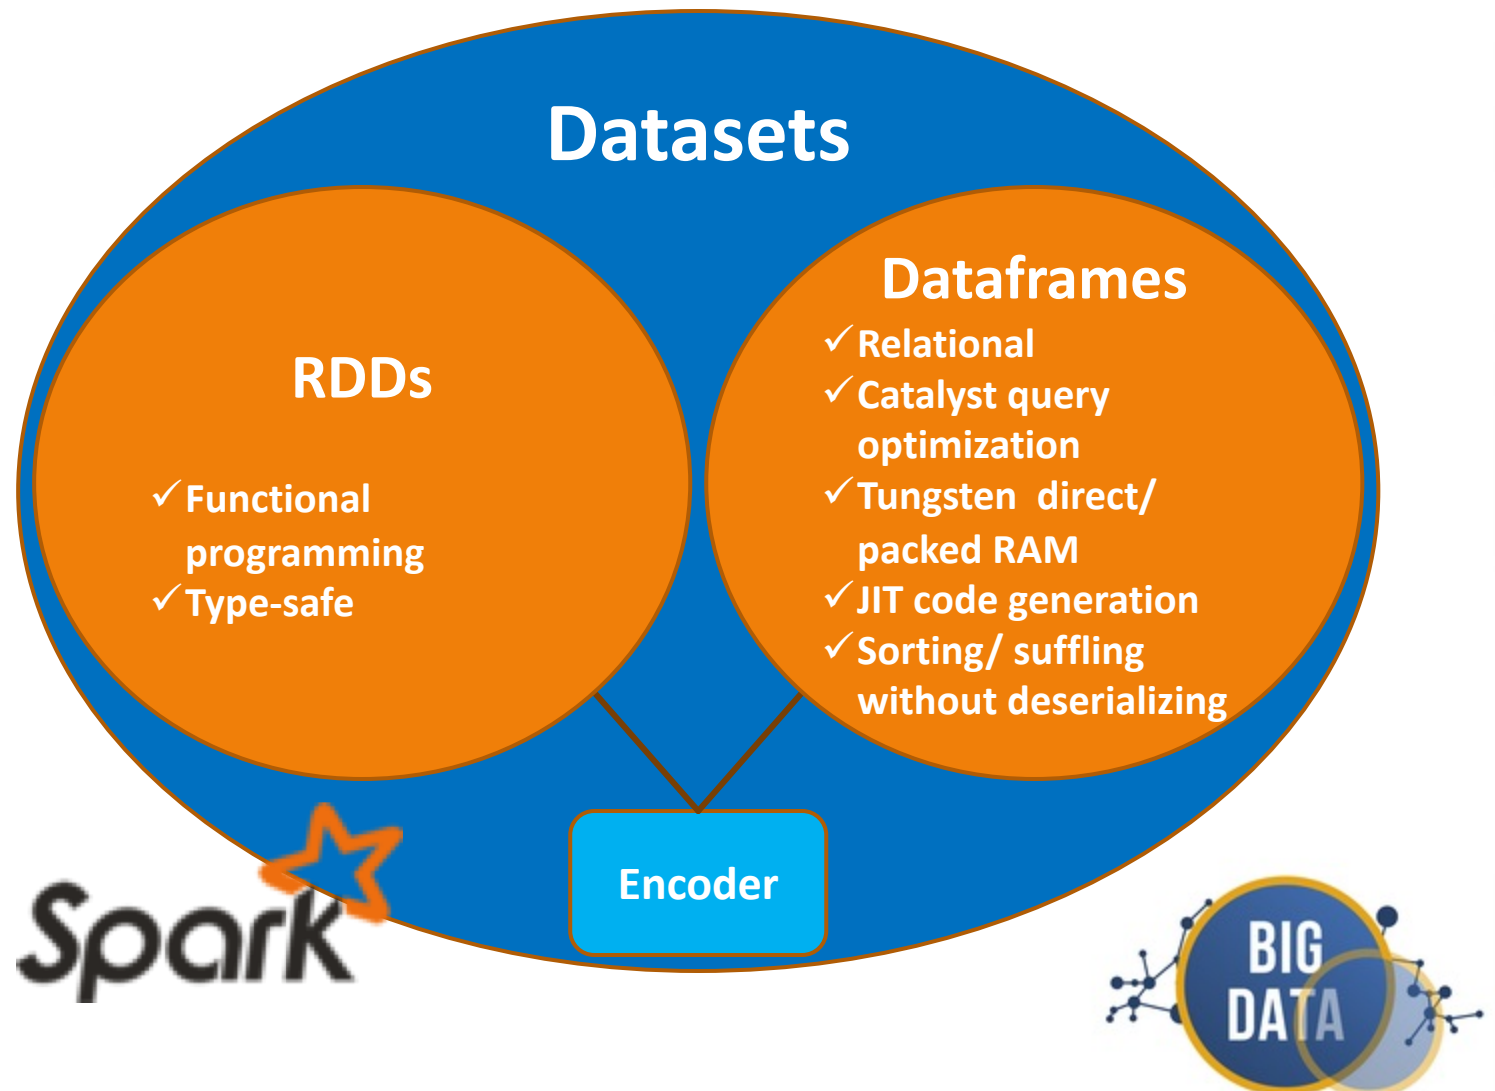 Datasets
RDDs
✓Functional
programming
✓Type-safe
Dataframes
✓Relational
✓Catalyst query
optimization
✓Tungsten direct/
packed RAM
✓JIT code generation
✓Sorting/ suffling
without deserializing
Encoder
Spark
BIG
DATA